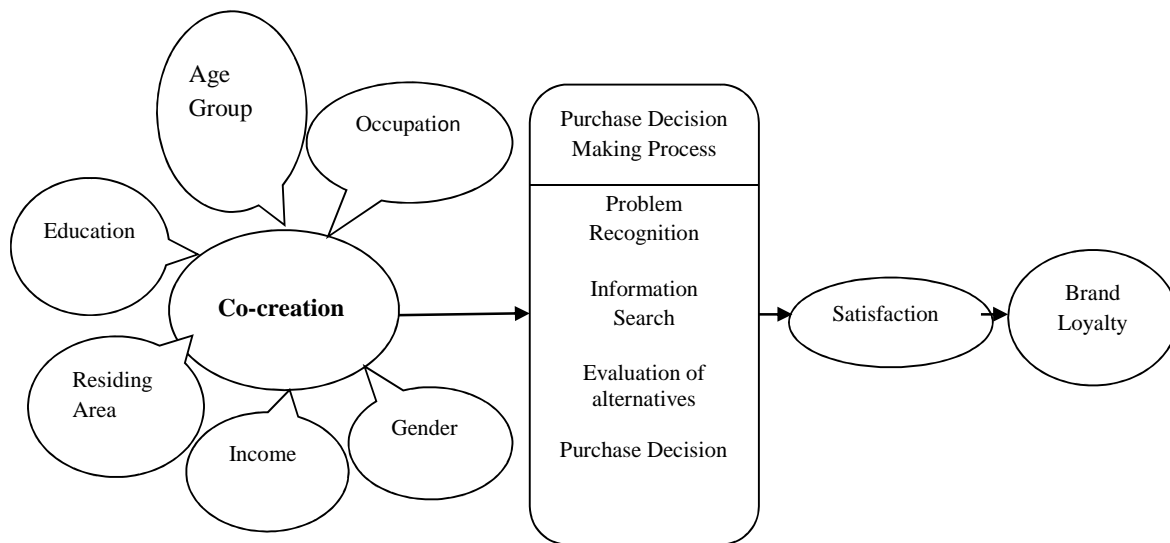 Age
Group
Occupation
Education
Co-creation
Residing
Area
Income
Gender
Purchase Decision
Making Process
Problem
Recognition
Information
Search
Evaluation of
alternatives
Purchase Decision
Satisfaction
Brand
Loyalty